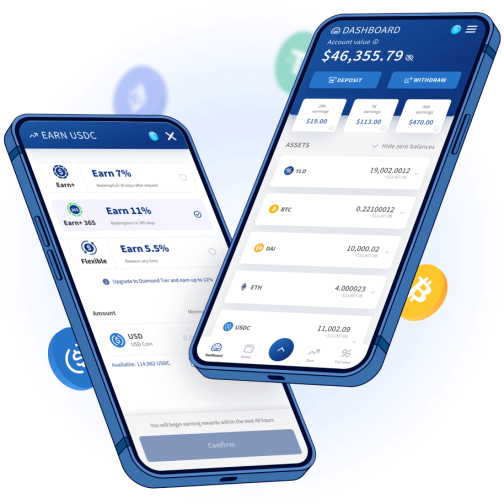 EARN USDC
Earn+
Earn 7%
Redemption 30 days after request
Earn+ 365
Earn 11%
Redemption in 365 days
Flexible
Earn 5.5%
Redeem any time
Upgrade to Diamond Tier and earn up to 12%
Amount
USD
USD Coin
Available: 114,962 USDC
You will begin earning rewards within the next 48 hours
Confirm
DASHBOARD
Account value
$46,355.79
DEPOSIT
WITHDRAW
24h
earnings
$19.00
7d
earnings
$113.00
30d
earnings
$470.00
ASSETS
Hide zero balances
YLD
19,002.0012
BTC
0.22100012
DAI
10,000.02
ETH
4.000023
USDC
11,002.09
Dashboard
Wallet
Earn